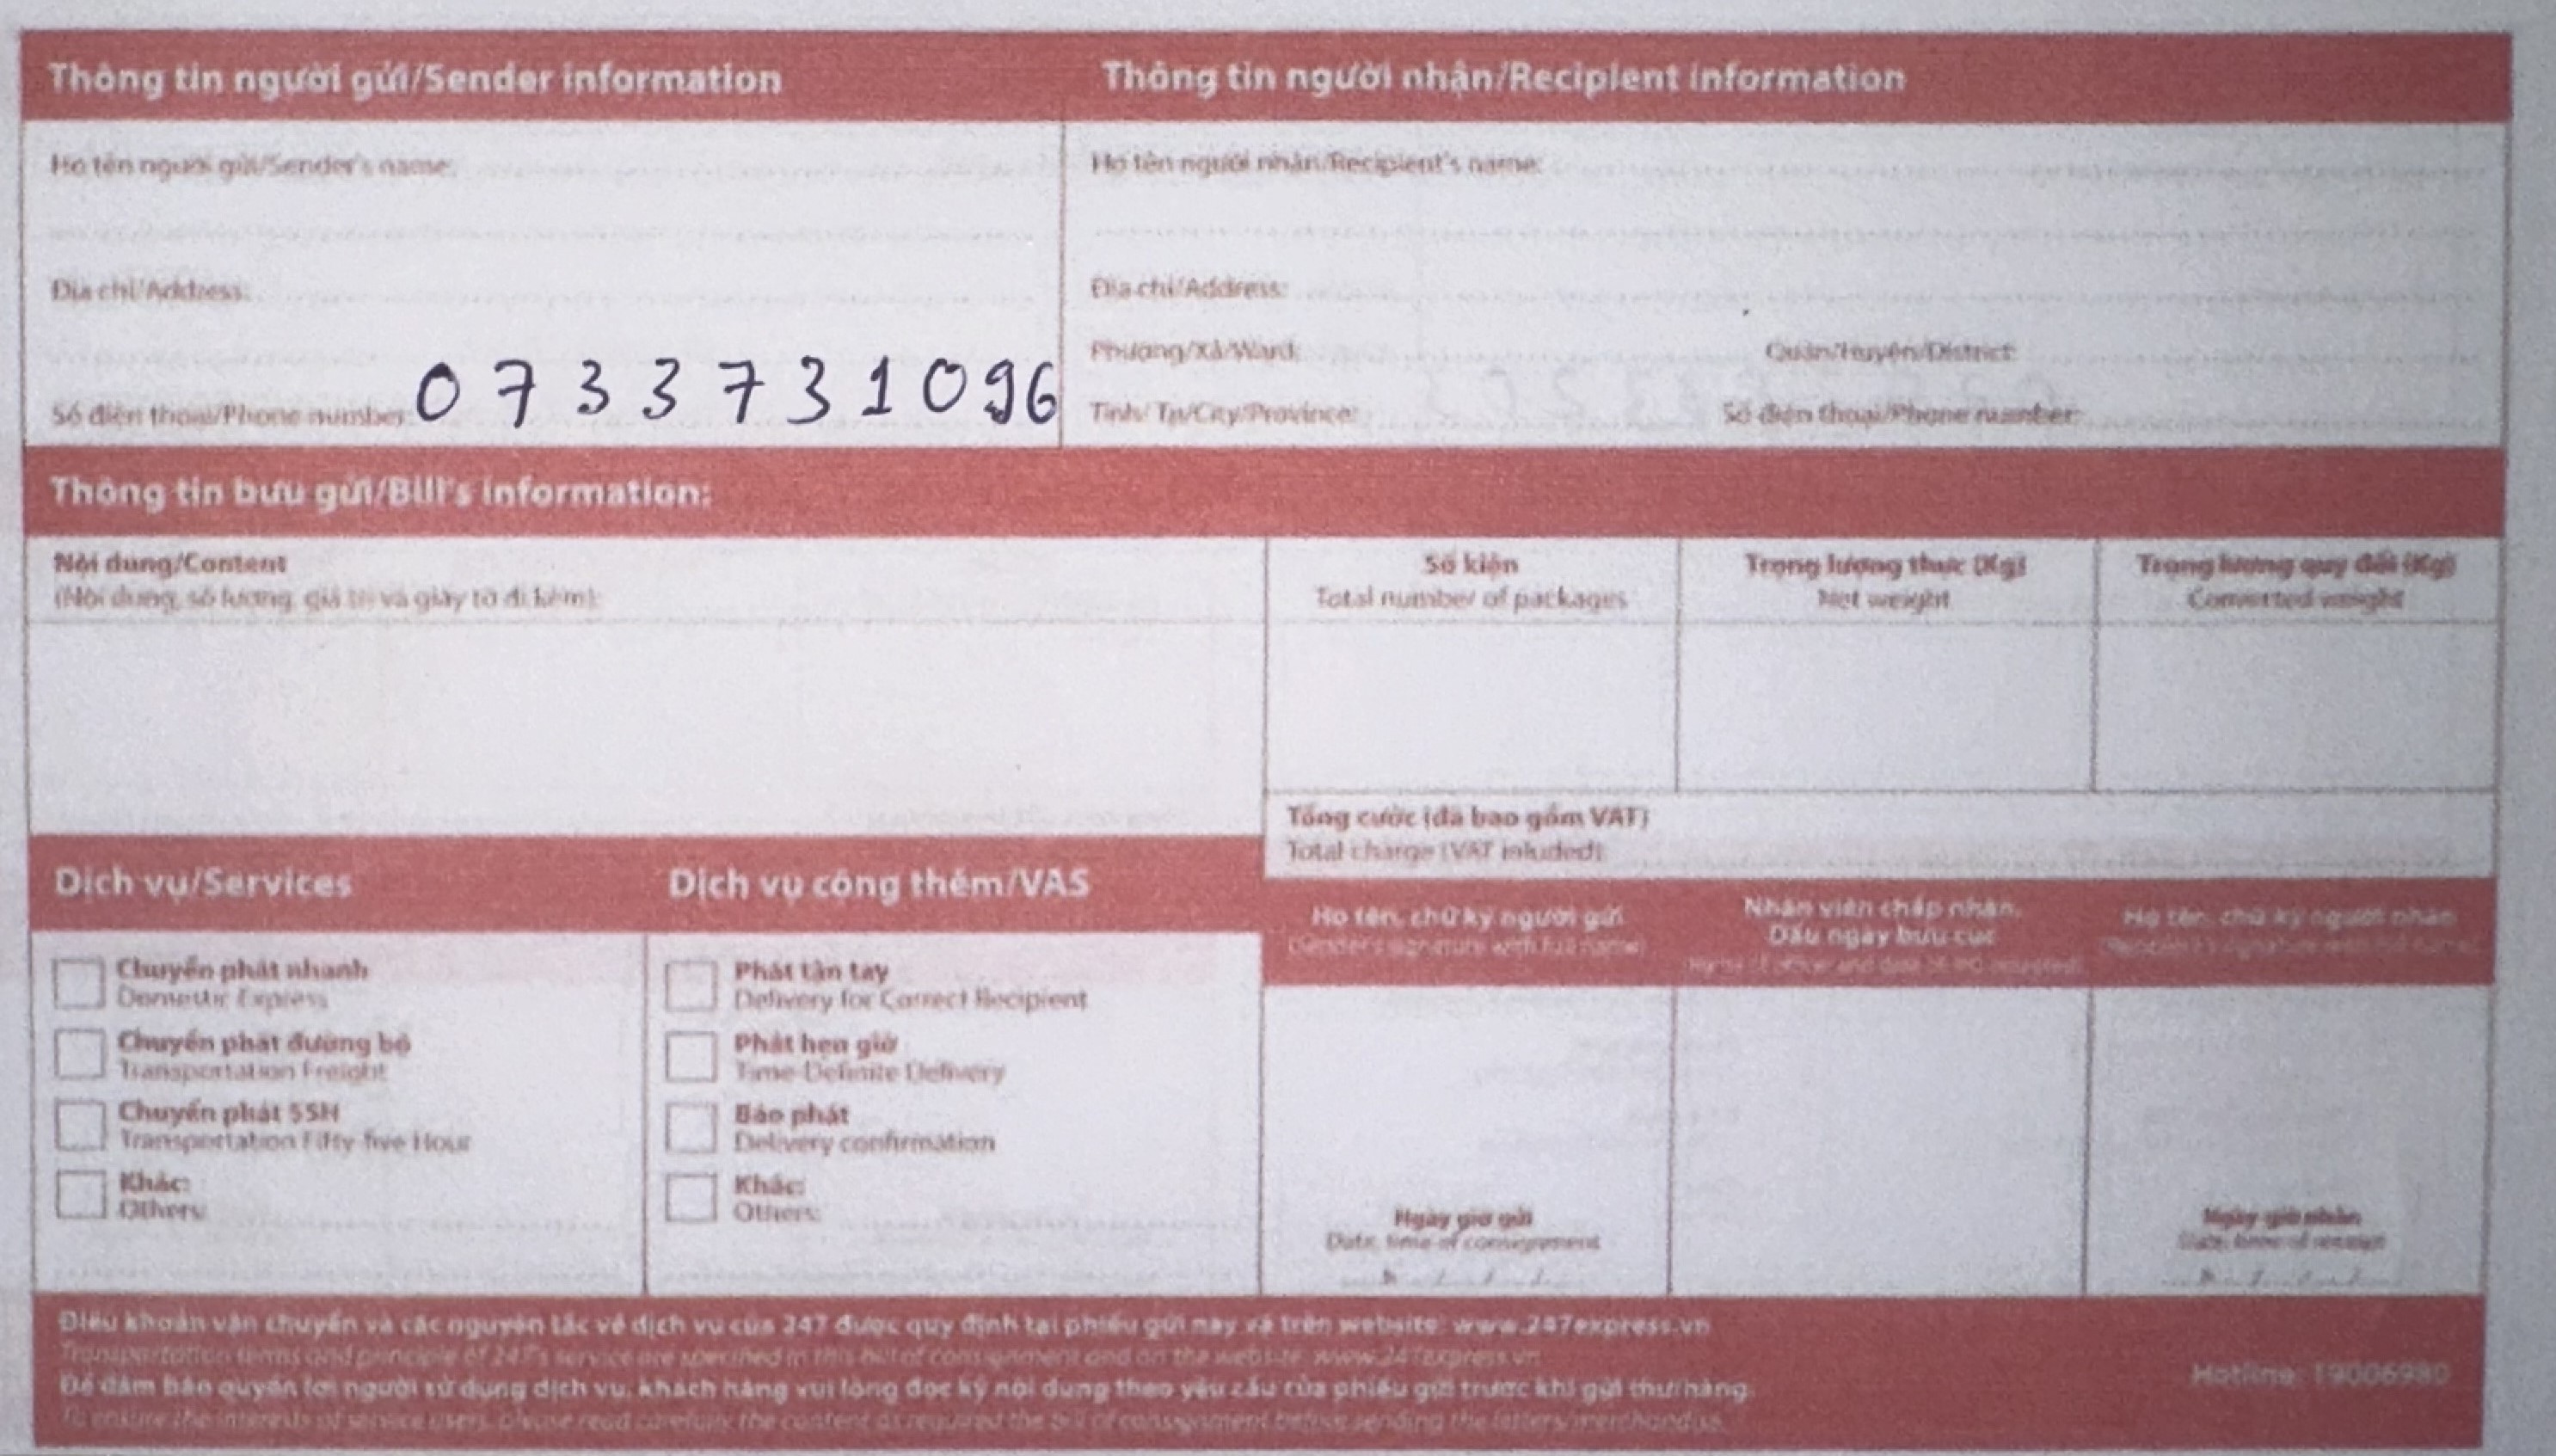 Thông tin người gửi/Sender information
Thông tin người nhận/Recipient information
Họ tên người gửi/Sender's name:
Họ tên người nhận/Recipient's name:
Địa chỉ/Address:
Địa chỉ/Address:
Phường/Xã/Ward:
Quận/Huyện/District:
Số điện thoại/Phone number: 0733731096
Tỉnh/Tp/City/Province:
Số điện thoại/Phone number:
Thông tin bưu gửi/Bill's information:
Nội dung/Content
(Nội dung, số lượng, giá trị và giấy tờ đi kèm):
Số kiện
Total number of packages
Trọng lượng thực (Kg)
Net weight
Trọng lượng quy đổi (Kg)
Converted weight
Tổng cước (đã bao gồm VAT)
Total charge (VAT inluded):
Dịch vụ/Services
Dịch vụ cộng thêm/VAS
Họ tên, chữ ký người gửi
(Sender's signature with full name)
Nhân viên chấp nhận,
Dấu ngày bưu cục
Họ tên, chữ ký người nhận
Chuyển phát nhanh
Domestic Express
Chuyển phát đường bộ
Transportation Freight
Chuyển phát 55H
Transportation Fifty-five Hour
Khác:
Others:
Phát tận tay
Delivery for Correct Recipient
Phát hẹn giờ
Time-Definite Delivery
Báo phát
Delivery confirmation
Khác:
Others:
Ngày giờ gửi
Date, time of consignment
Ngày giờ nhận
Date, time of receipt
Điều khoản vận chuyển và các nguyên tắc về dịch vụ của 247 được quy định tại phiếu gửi này và trên website: www.247express.vn
Transportation terms and principle of 247's service are specified in this bill of consignment and on the website: www.247express.vn
Để đảm bảo quyền lợi người sử dụng dịch vụ, khách hàng vui lòng đọc kỹ nội dung theo yêu cầu của phiếu gửi trước khi gửi thư/hàng.
To ensure the interests of service users, please read carefully the content as required the bill of consignment before sending the letters/merchandise.
Hotline: 19006980